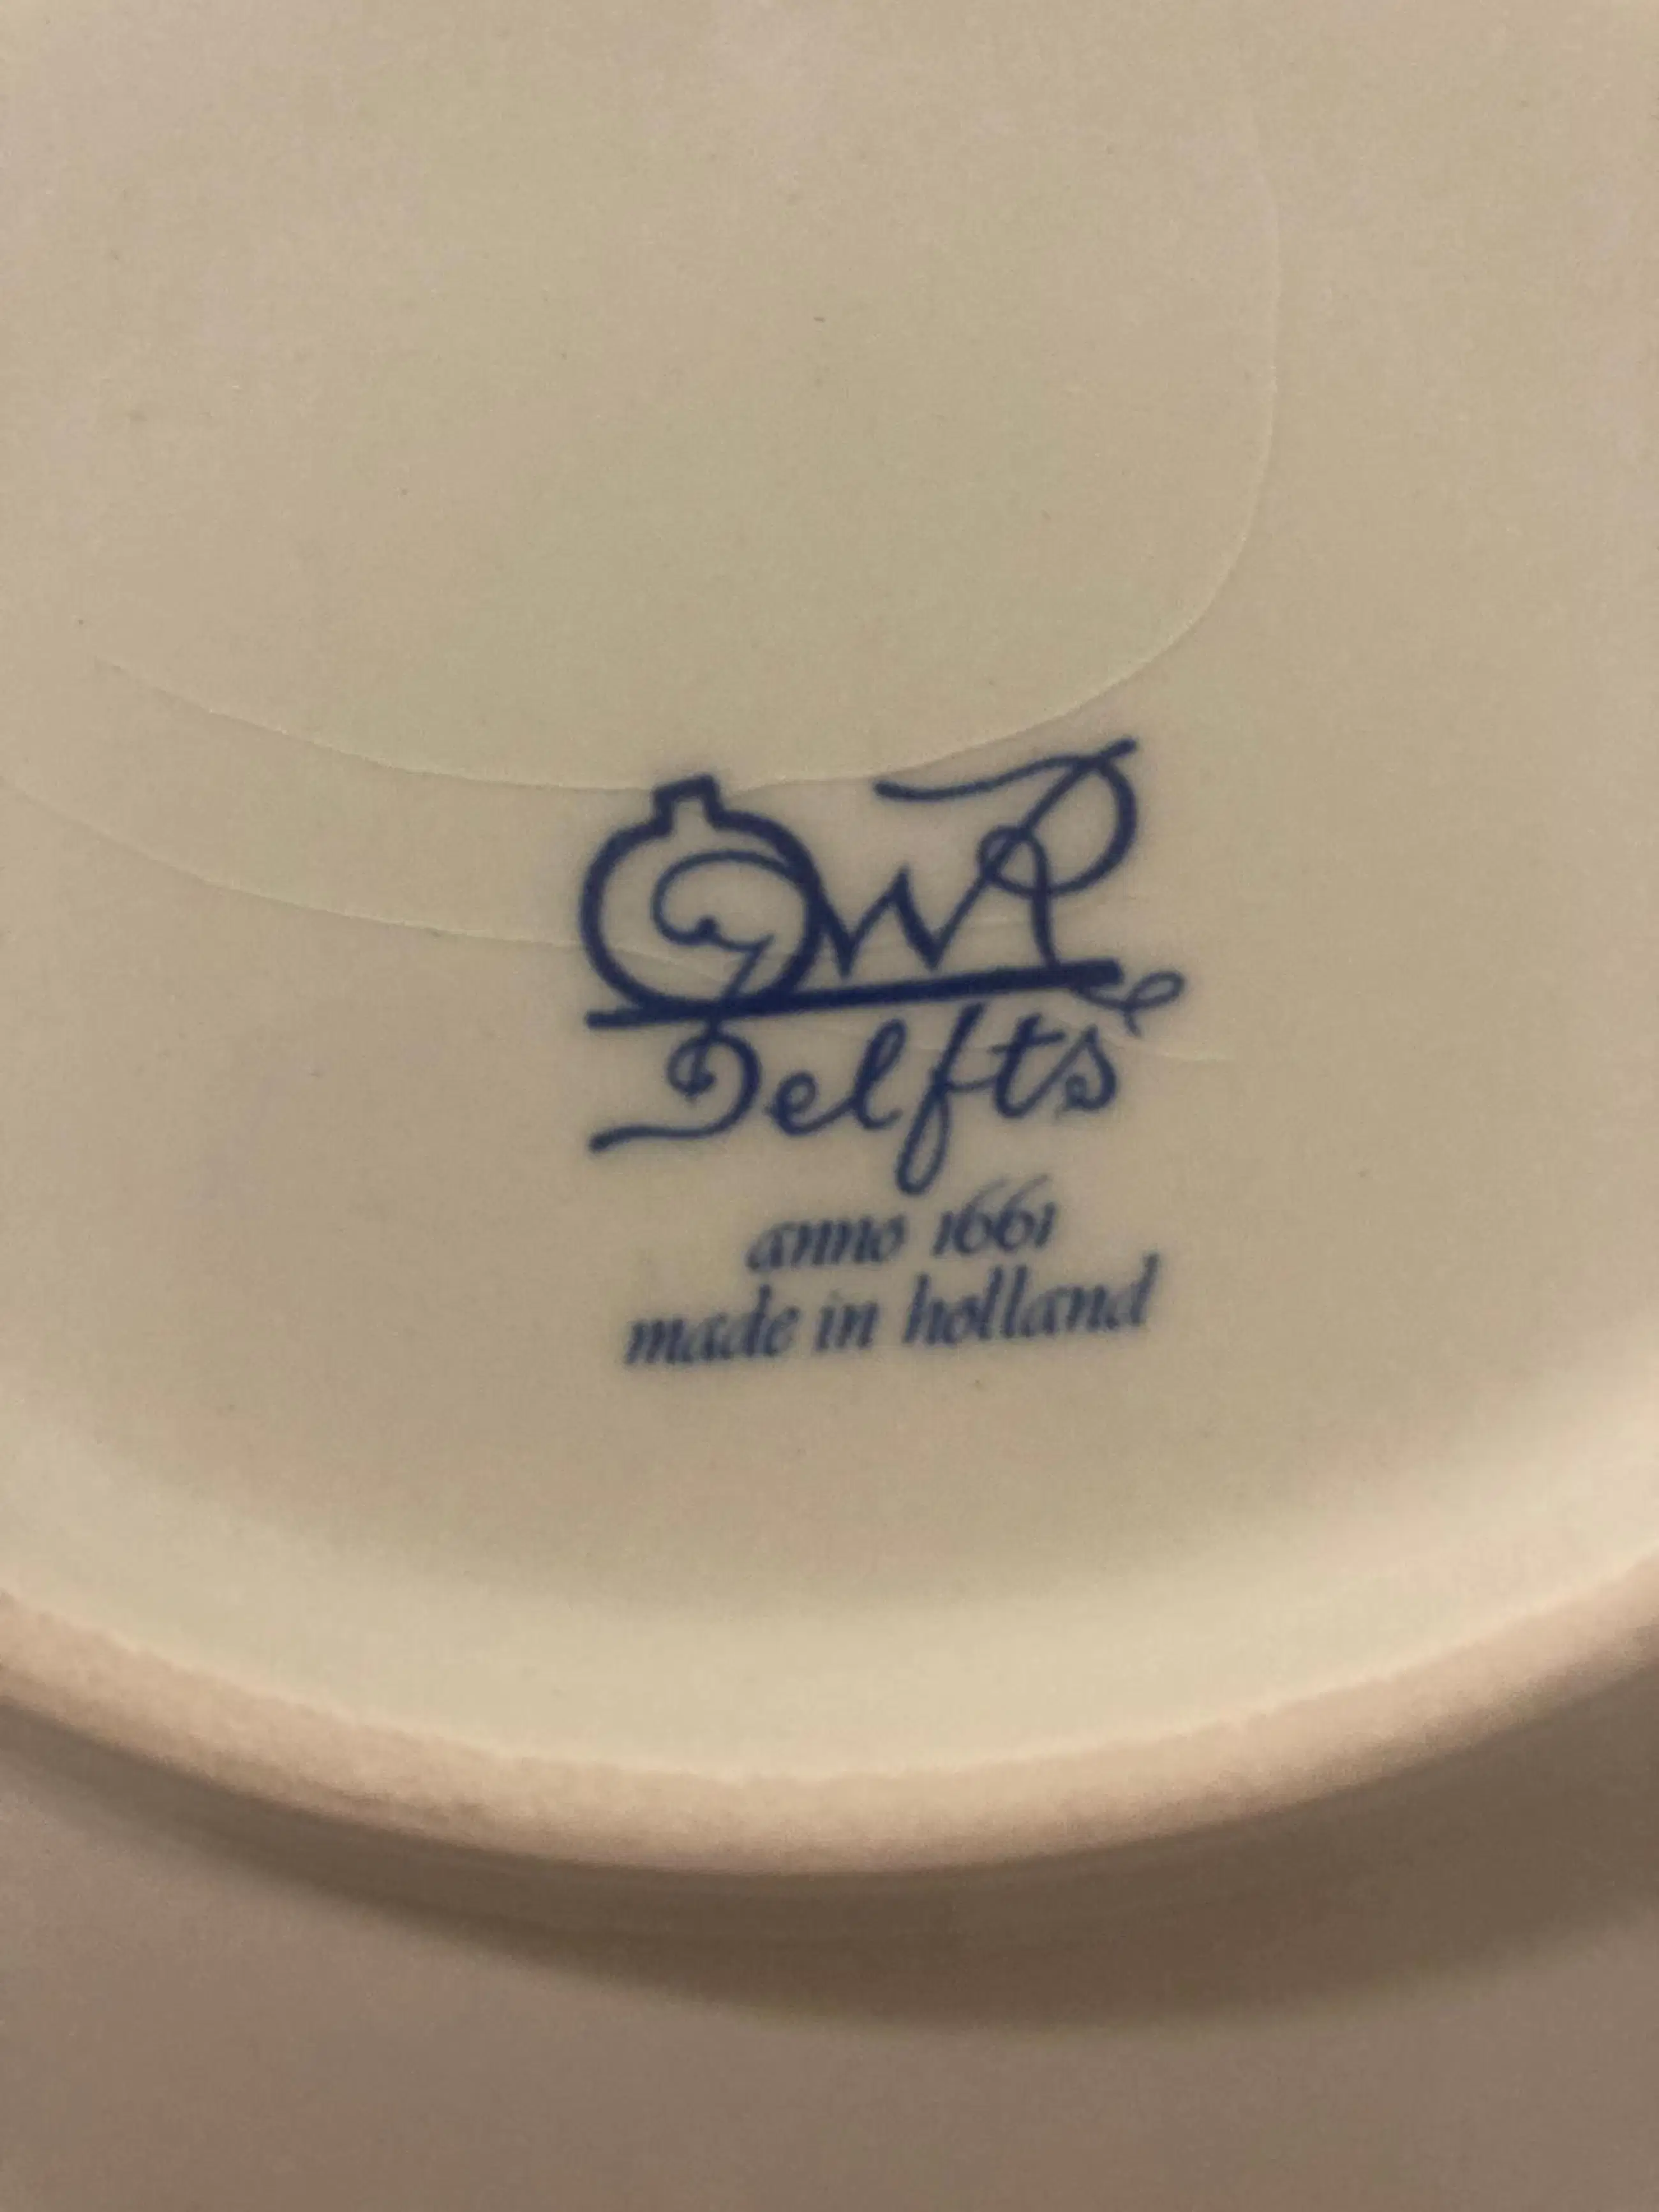 Delfts
anno 1661
made in holland